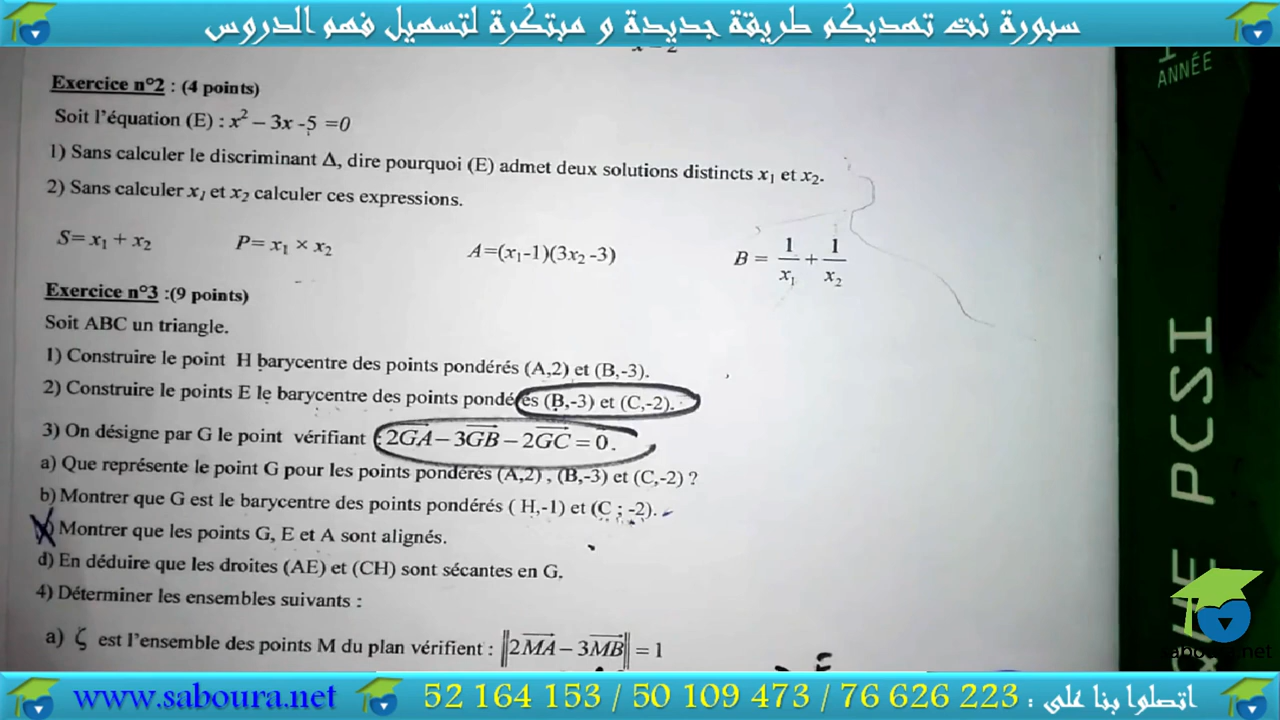 سبورة نت تهديكم طريقة جديدة و مبتكرة لتسهيل فهم الدروس
Exercice n°2 : (4 points)
Soit l'équation (E) : x² – 3x -5 =0
1) Sans calculer le discriminant Δ, dire pourquoi (E) admet deux solutions distincts x₁ et x₂.
2) Sans calculer x₁ et x₂ calculer ces expressions.
S= x₁ + x₂ P= x₁ × x₂ A=(x₁-1)(3x₂ -3) B = 1/x₁ + 1/x₂
Exercice n°3 :(9 points)
Soit ABC un triangle.
1) Construire le point H barycentre des points pondérés (A,2) et (B,-3).
2) Construire le points E le barycentre des points pondérés (B,-3) et (C,-2).
3) On désigne par G le point vérifiant : 2GA⃗ – 3GB⃗ – 2GC⃗ = 0⃗.
a) Que représente le point G pour les points pondérés (A,2) , (B,-3) et (C,-2) ?
b) Montrer que G est le barycentre des points pondérés ( H,-1) et (C ; -2).
) Montrer que les points G, E et A sont alignés.
d) En déduire que les droites (AE) et (CH) sont sécantes en G.
4) Déterminer les ensembles suivants :
a) ζ est l'ensemble des points M du plan vérifient : ‖2MA⃗ – 3MB⃗‖ = 1
ANNÉE
QUE PCSI
saboura.net
www.saboura.net
52 164 153 / 50 109 473 / 76 626 223 : اتصلوا بنا على